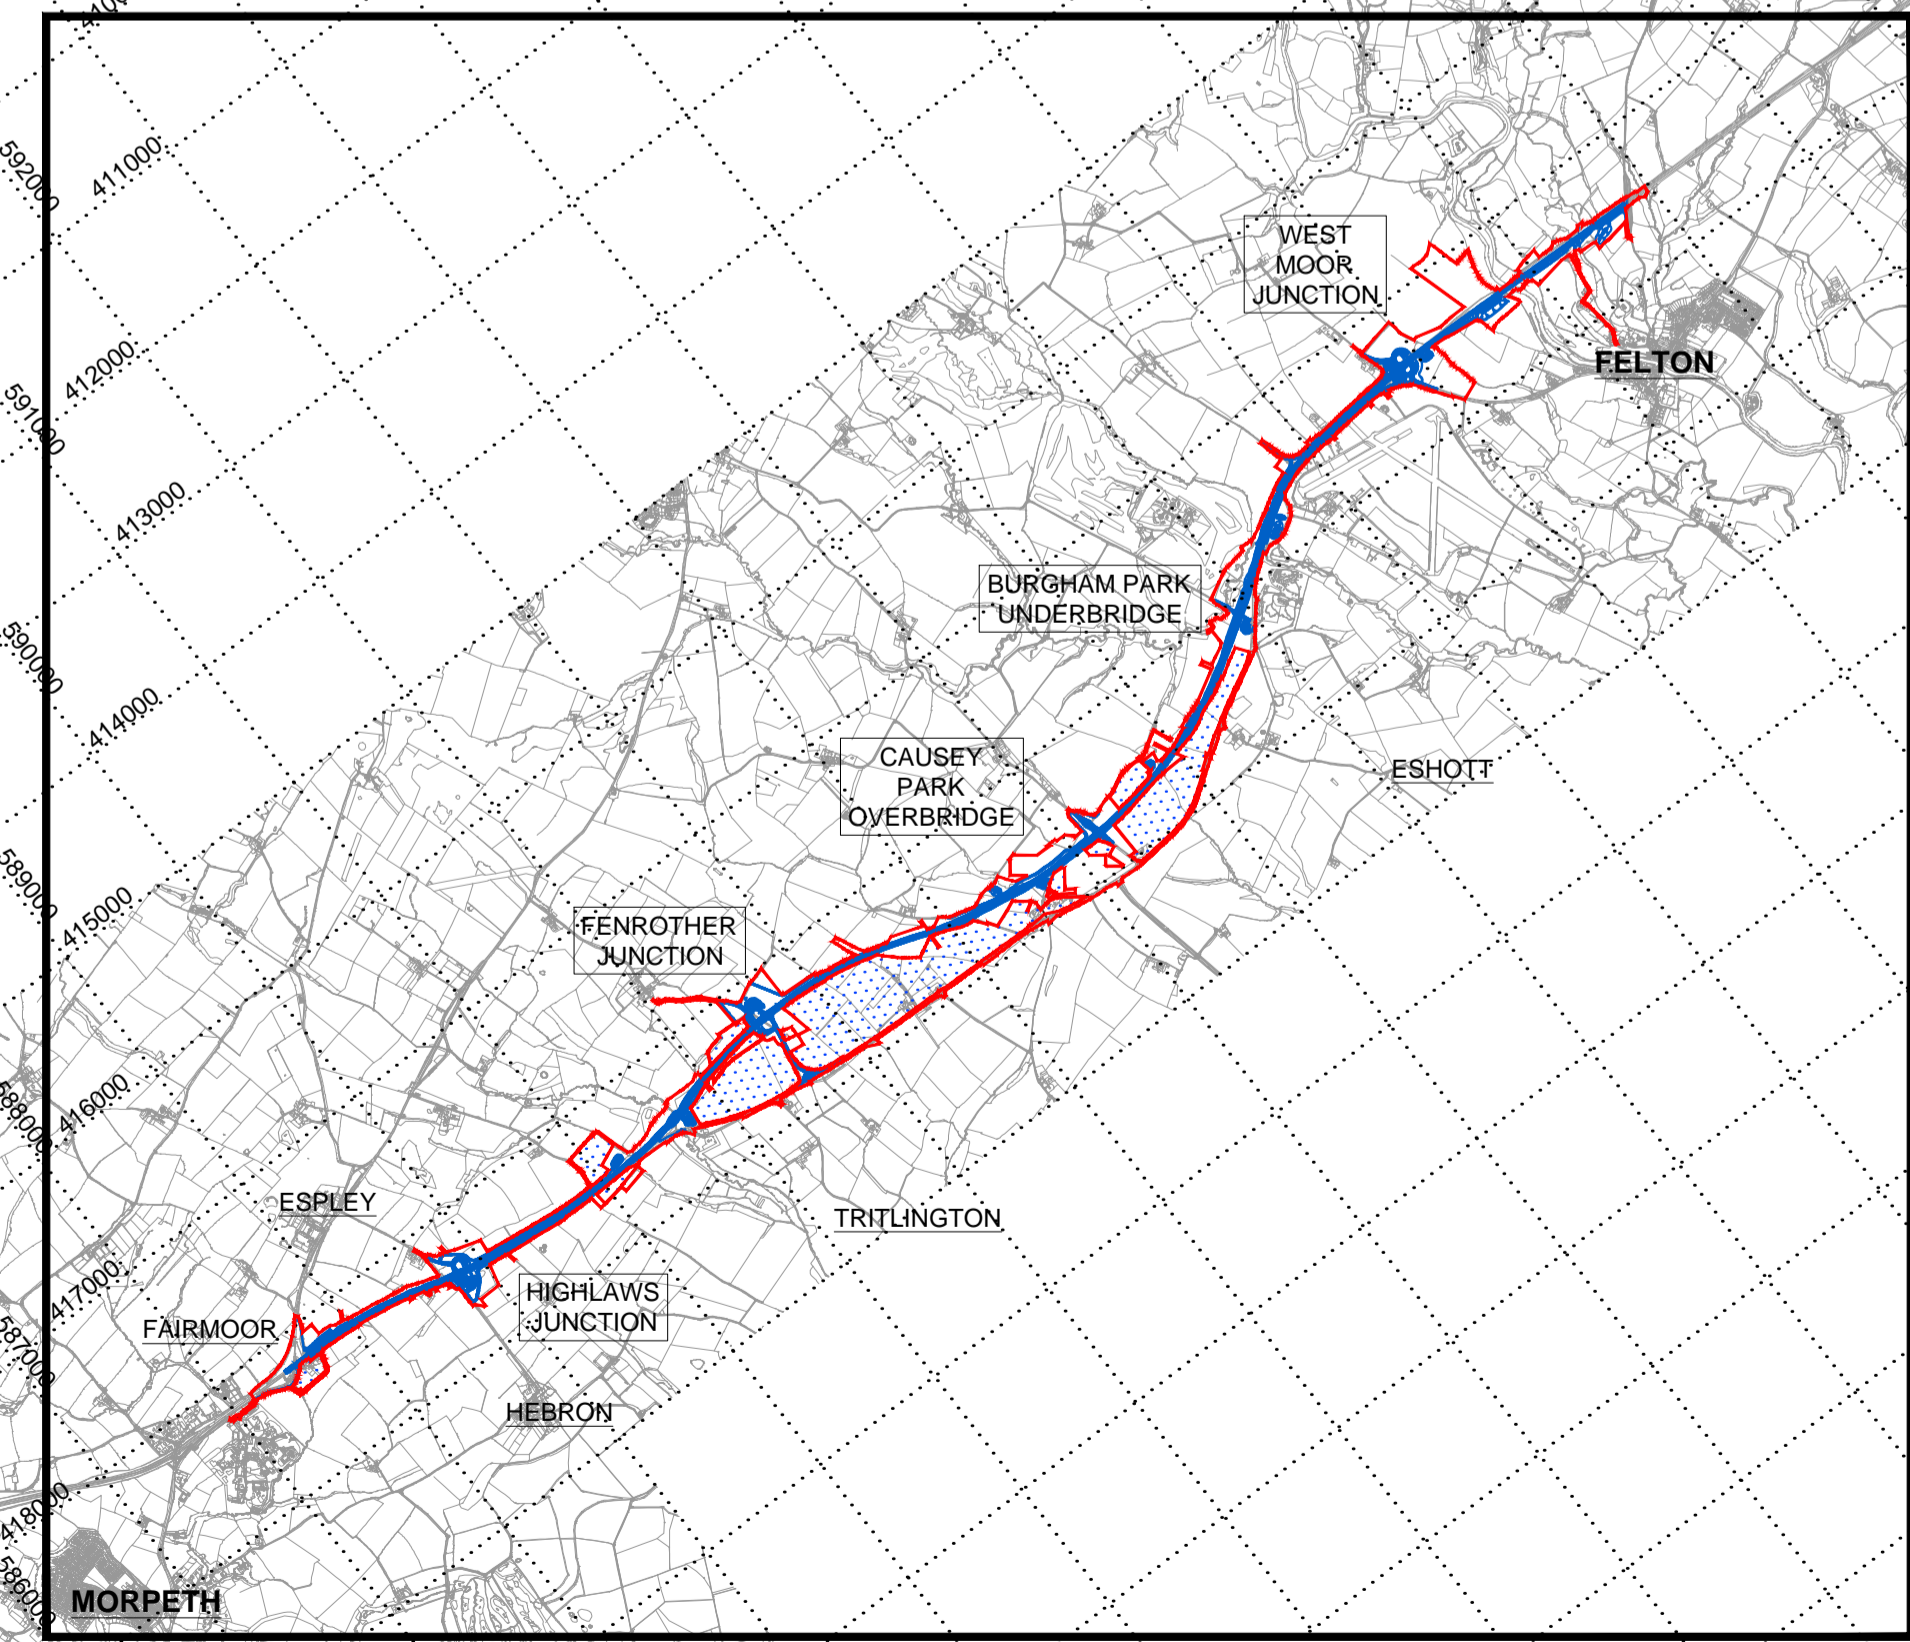 592000
411000
591000
412000
413000
590000
414000
589000
415000
588000
416000
587000
417000
418000
586000
WEST
MOOR
JUNCTION
FELTON
BURGHAM PARK
UNDERBRIDGE
CAUSEY
PARK
OVERBRIDGE
ESHOTT
FENROTHER
JUNCTION
ESPLEY
TRITLINGTON
HIGHLAWS
JUNCTION
FAIRMOOR
HEBRON
MORPETH